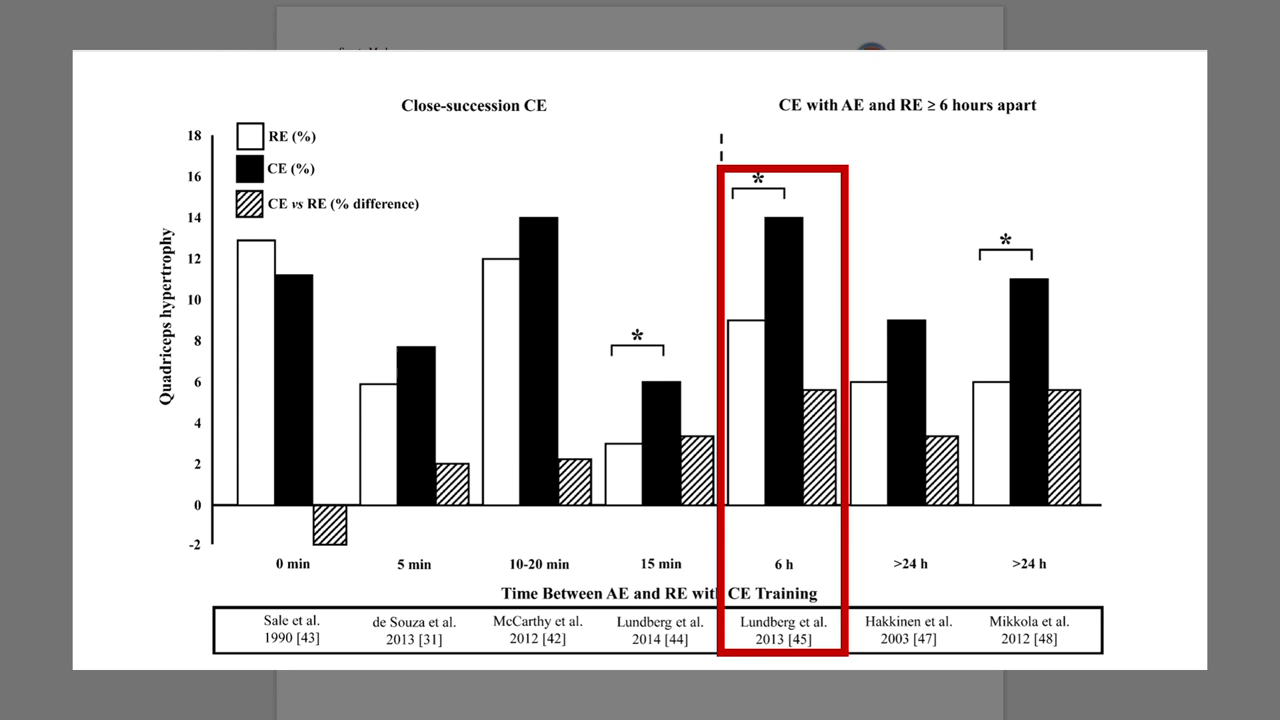 Close-succession CE
CE with AE and RE ≥ 6 hours apart
RE (%)
CE (%)
CE vs RE (% difference)
Quadriceps hypertrophy
18
16
14
12
10
8
6
4
2
0
-2
*
*
*
0 min
5 min
10-20 min
15 min
6 h
>24 h
>24 h
Time Between AE and RE with CE Training
Sale et al.
1990 [43]
de Souza et al.
2013 [31]
McCarthy et al.
2012 [42]
Lundberg et al.
2014 [44]
Lundberg et al.
2013 [45]
Hakkinen et al.
2003 [47]
Mikkola et al.
2012 [48]